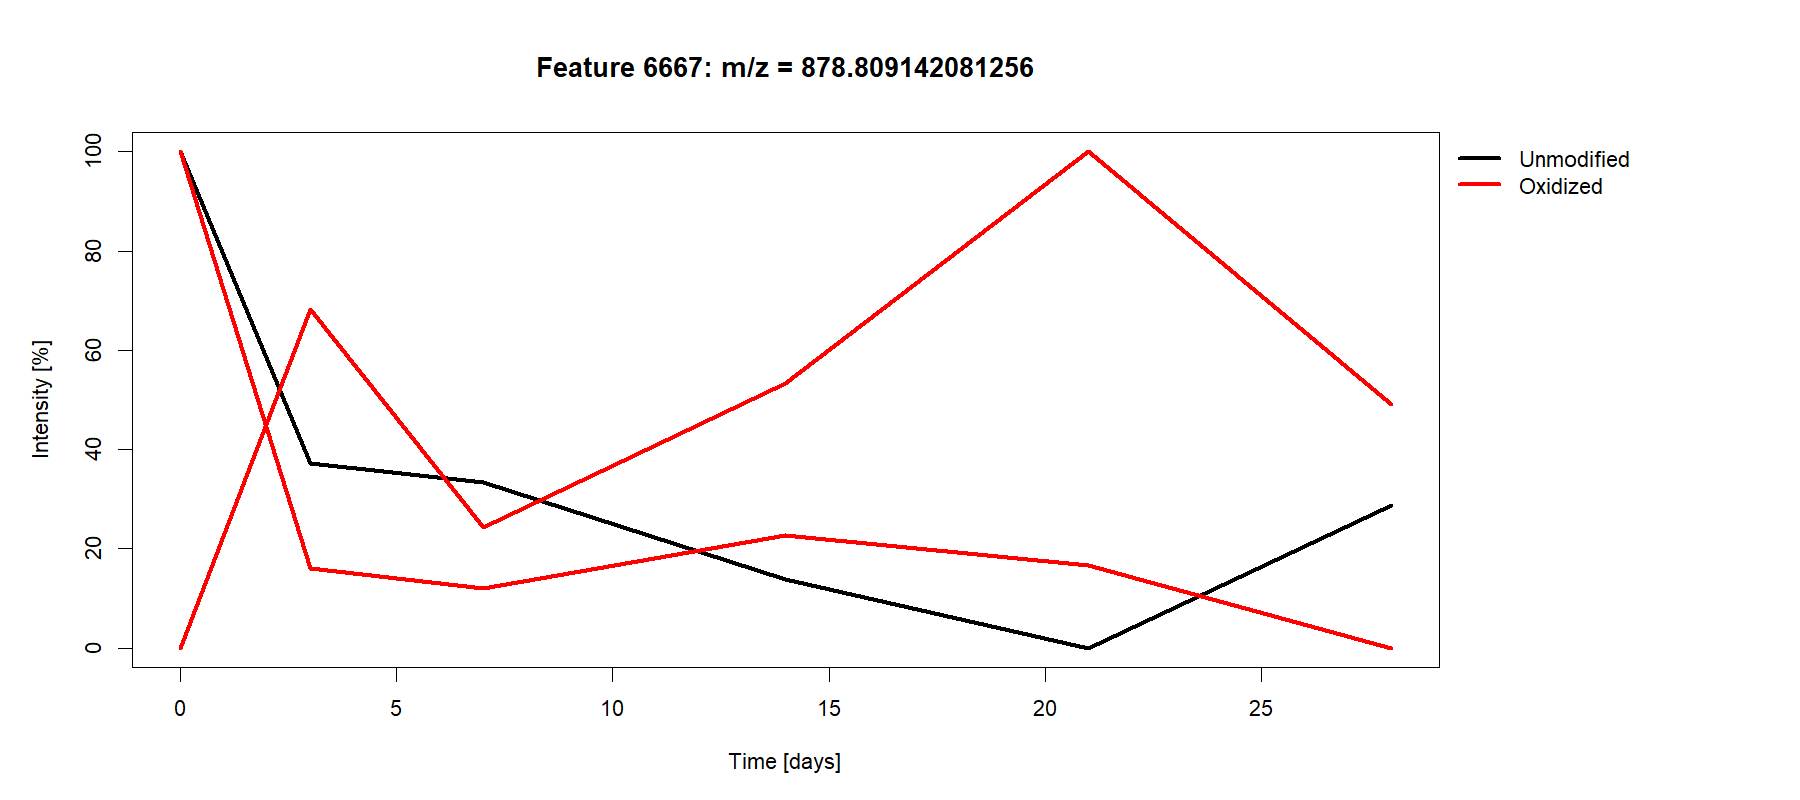 Feature 6667: m/z = 878.809142081256
Unmodified
Oxidized
Intensity [%]
100
80
60
40
20
0
0 5 10 15 20 25
Time [days]